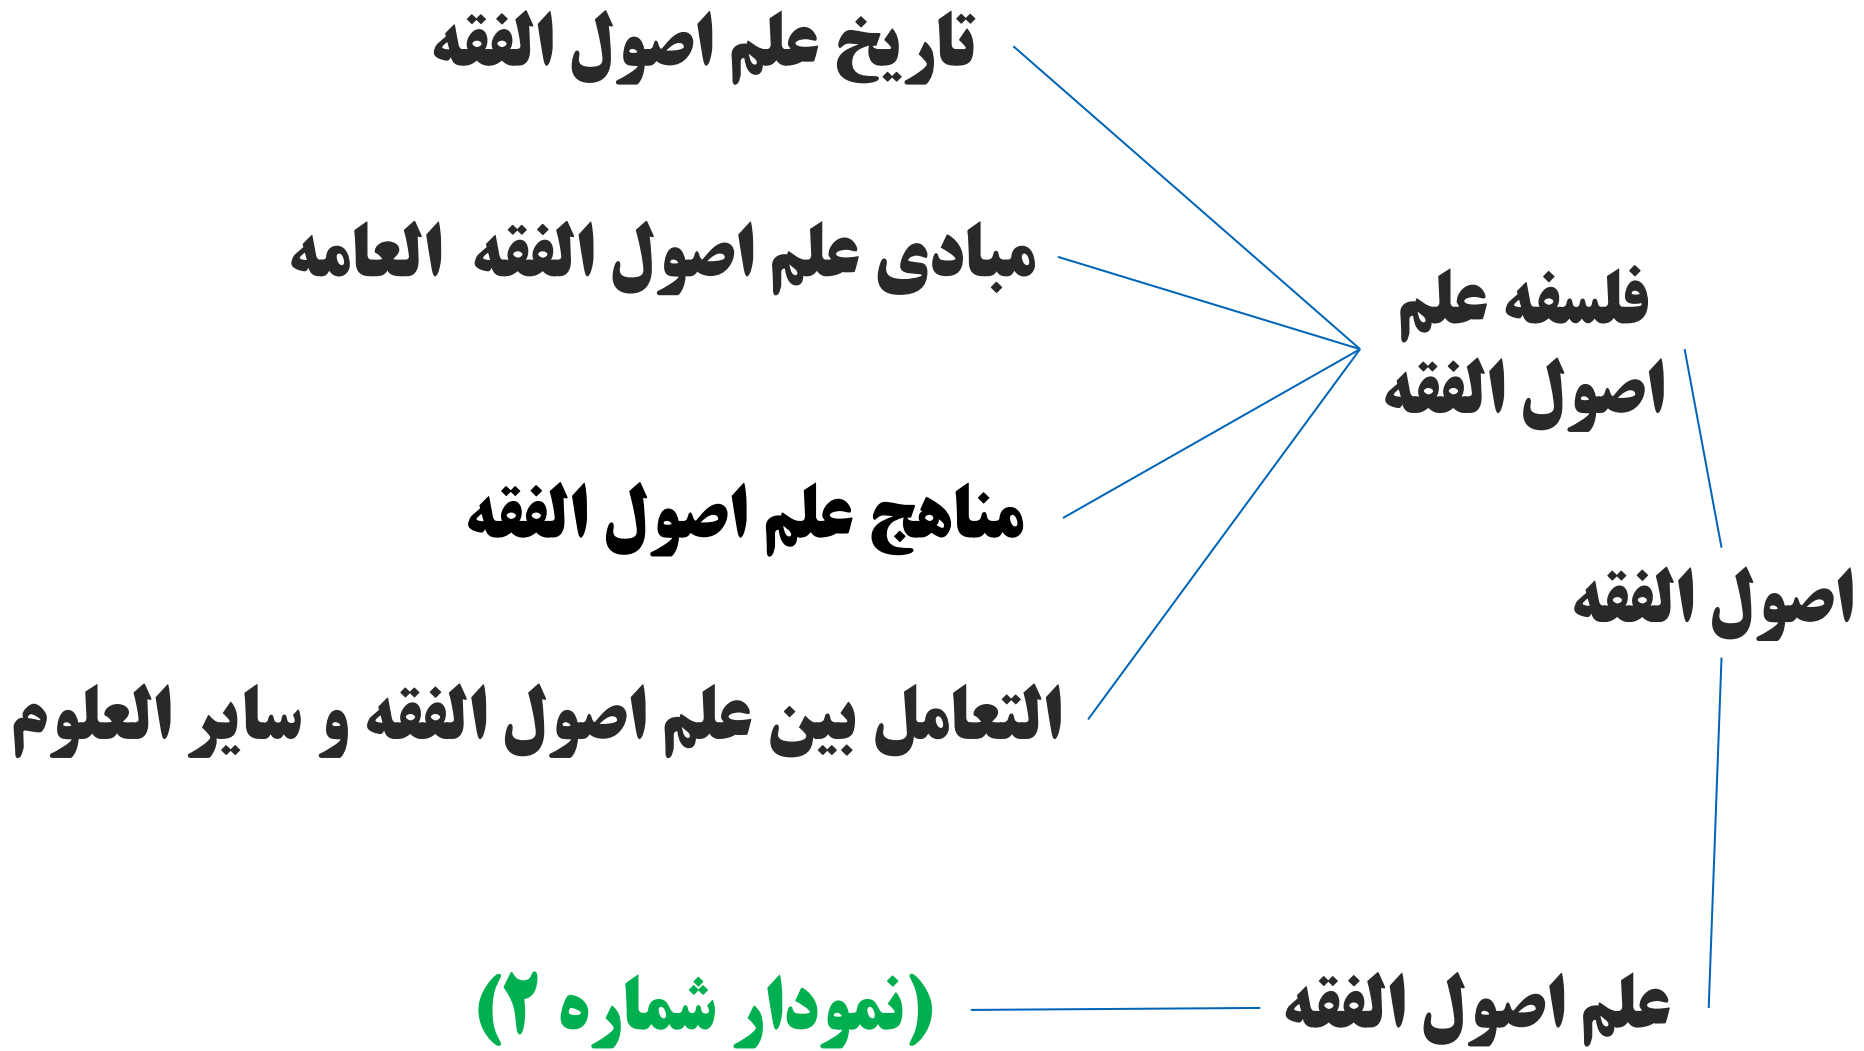 تاریخ علم اصول الفقه
مبادی علم اصول الفقه العامه
فلسفه علم
اصول الفقه
مناهج علم اصول الفقه
اصول الفقه
التعامل بین علم اصول الفقه و سایر العلوم
علم اصول الفقه
(نمودار شماره ۲)